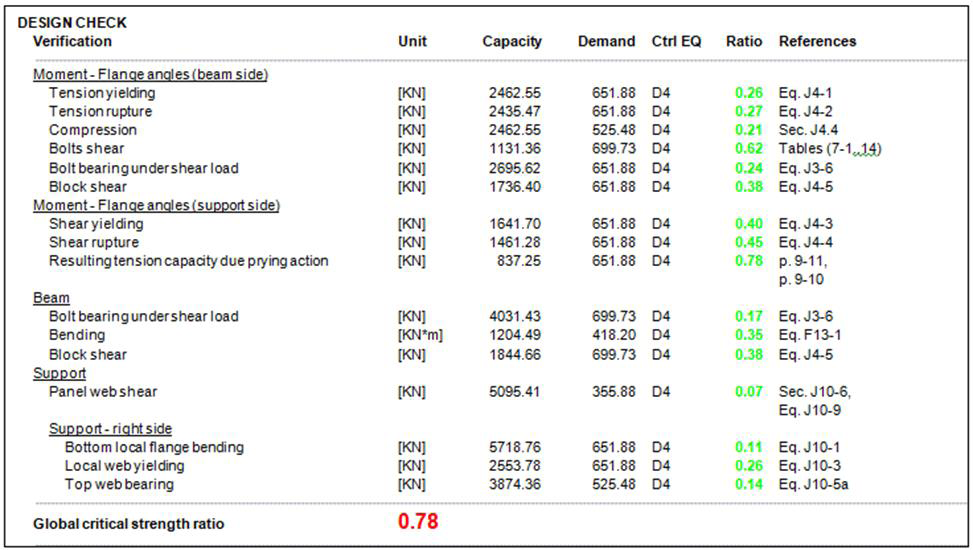 DESIGN CHECK
Verification Unit Capacity Demand Ctrl EQ Ratio References
Moment - Flange angles (beam side)
Tension yielding [KN] 2462.55 651.88 D4 0.26 Eq. J4-1
Tension rupture [KN] 2435.47 651.88 D4 0.27 Eq. J4-2
Compression [KN] 2462.55 525.48 D4 0.21 Sec. J4.4
Bolts shear [KN] 1131.36 699.73 D4 0.62 Tables (7-1..14)
Bolt bearing under shear load [KN] 2695.62 651.88 D4 0.24 Eq. J3-6
Block shear [KN] 1736.40 651.88 D4 0.38 Eq. J4-5
Moment - Flange angles (support side)
Shear yielding [KN] 1641.70 651.88 D4 0.40 Eq. J4-3
Shear rupture [KN] 1461.28 651.88 D4 0.45 Eq. J4-4
Resulting tension capacity due prying action [KN] 837.25 651.88 D4 0.78 p. 9-11,
p. 9-10
Beam
Bolt bearing under shear load [KN] 4031.43 699.73 D4 0.17 Eq. J3-6
Bending [KN*m] 1204.49 418.20 D4 0.35 Eq. F13-1
Block shear [KN] 1844.66 699.73 D4 0.38 Eq. J4-5
Support
Panel web shear [KN] 5095.41 355.88 D4 0.07 Sec. J10-6,
Eq. J10-9
Support - right side
Bottom local flange bending [KN] 5718.76 651.88 D4 0.11 Eq. J10-1
Local web yielding [KN] 2553.78 651.88 D4 0.26 Eq. J10-3
Top web bearing [KN] 3874.36 525.48 D4 0.14 Eq. J10-5a
Global critical strength ratio 0.78